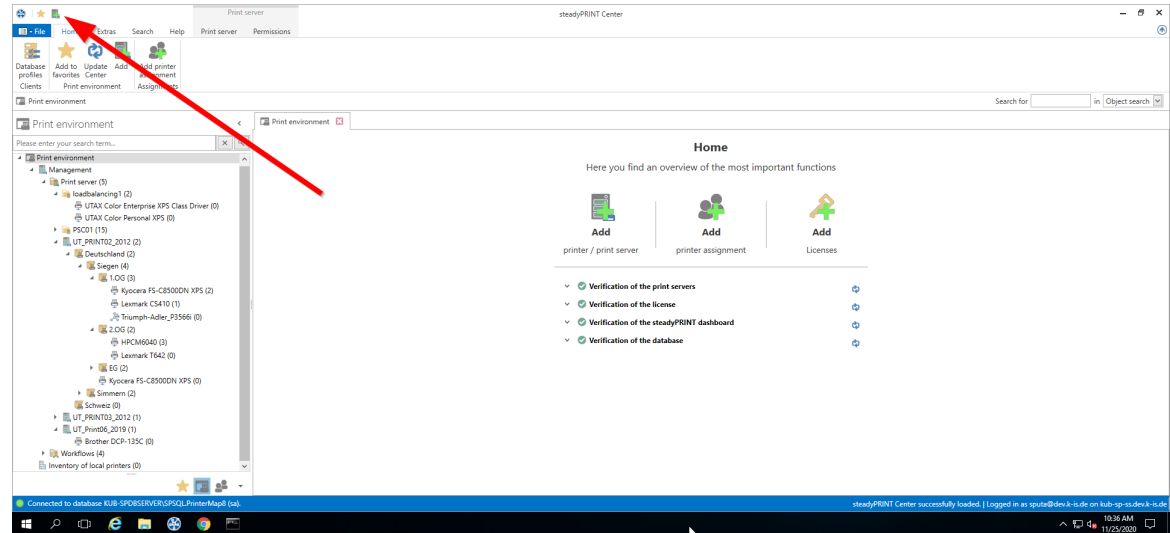 Print server
steadyPRINT Center
File Home Extras Search Help Print server Permissions
Database profiles
Add to favorites
Update Center
Add
Add printer assignment
Clients Print environment Assignments
Print environment
Search for in Object search
Print environment
Print environment
Please enter your search term...
Print environment
Management
Print server (5)
loadbalancing1 (2)
UTAX Color Enterprise XPS Class Driver (0)
UTAX Color Personal XPS (0)
PSC01 (15)
UT_PRINT02_2012 (2)
Deutschland (2)
Siegen (4)
1.OG (3)
Kyocera FS-C8500DN XPS (2)
Lexmark CS410 (1)
Triumph-Adler_P3566i (0)
2.OG (2)
HPCM6040 (3)
Lexmark T642 (0)
EG (2)
Kyocera FS-C8500DN XPS (0)
Simmern (2)
Schweiz (0)
UT_PRINT03_2012 (1)
UT_Print06_2019 (1)
Brother DCP-135C (0)
Workflows (4)
Inventory of local printers (0)
Home
Here you find an overview of the most important functions
Add Add Add
printer / print server printer assignment Licenses
Verification of the print servers
Verification of the license
Verification of the steadyPRINT dashboard
Verification of the database
Connected to database KUB-SPDBSERVER\SPSQL.PrinterMap8 (sa).
steadyPRINT Center successfully loaded. | Logged in as sputa@dev.k-is.de on kub-sp-ss.dev.k-is.de
10:36 AM
11/25/2020